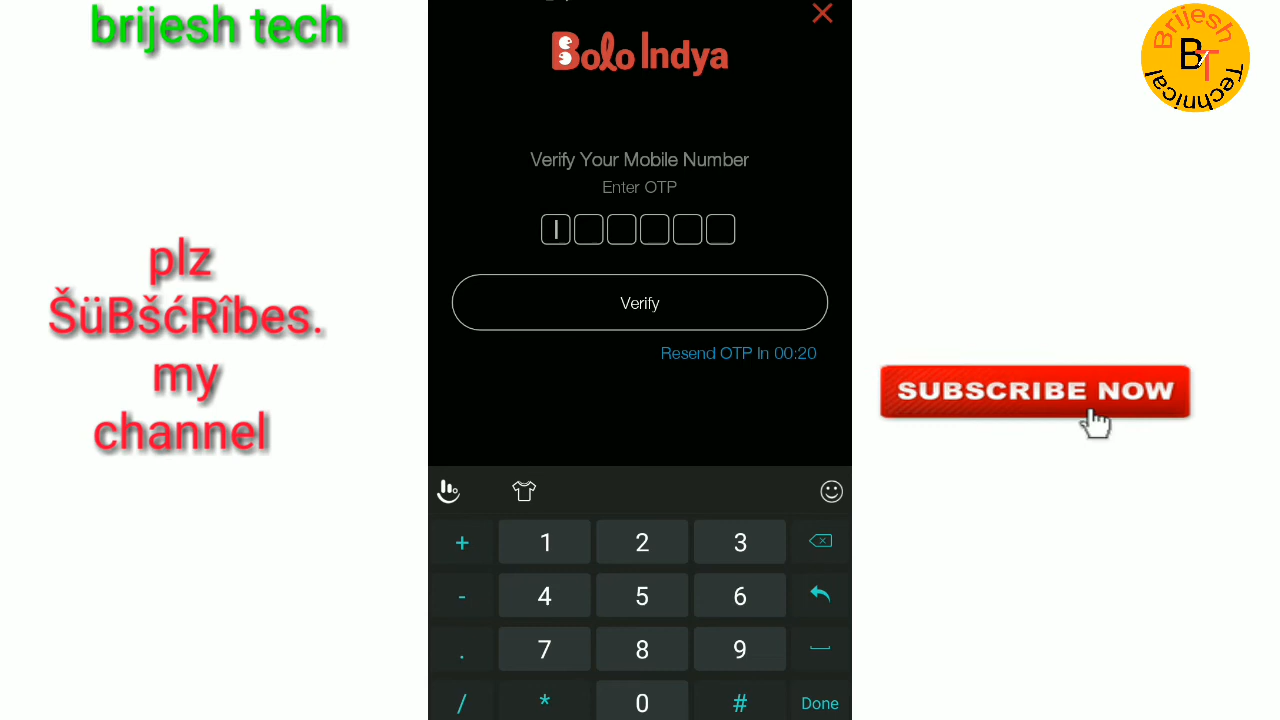 brijesh tech
plz
ŠüBšćRîbes.
my
channel
Bolo Indya
Verify Your Mobile Number
Enter OTP
Verify
Resend OTP In 00:20
+ 1 2 3
- 4 5 6
. 7 8 9
/ * 0 # Done
Brijesh
BT
Technical
SUBSCRIBE NOW